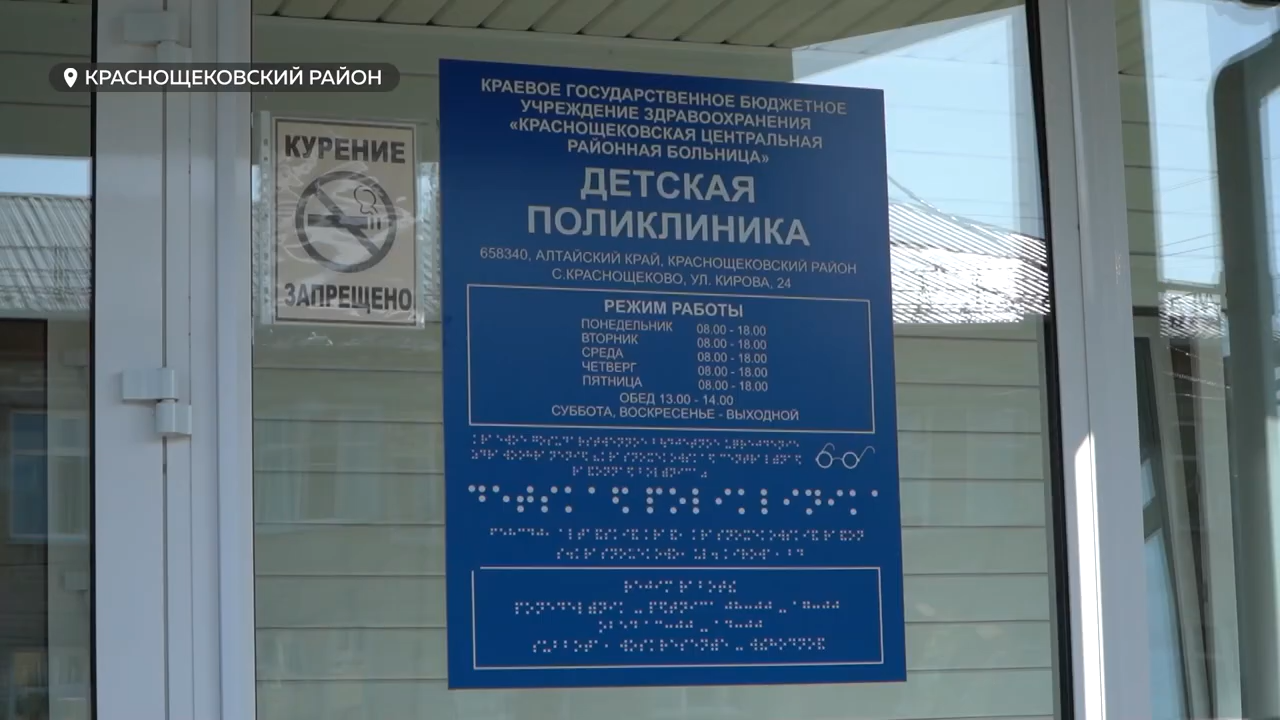 КРАСНОЩЕКОВСКИЙ РАЙОН
КУРЕНИЕ
ЗАПРЕЩЕНО
КРАЕВОЕ ГОСУДАРСТВЕННОЕ БЮДЖЕТНОЕ
УЧРЕЖДЕНИЕ ЗДРАВООХРАНЕНИЯ
«КРАСНОЩЕКОВСКАЯ ЦЕНТРАЛЬНАЯ
РАЙОННАЯ БОЛЬНИЦА»
ДЕТСКАЯ
ПОЛИКЛИНИКА
658340, АЛТАЙСКИЙ КРАЙ, КРАСНОЩЕКОВСКИЙ РАЙОН
С.КРАСНОЩЕКОВО, УЛ. КИРОВА, 24
РЕЖИМ РАБОТЫ
ПОНЕДЕЛЬНИК 08.00 - 18.00
ВТОРНИК 08.00 - 18.00
СРЕДА 08.00 - 18.00
ЧЕТВЕРГ 08.00 - 18.00
ПЯТНИЦА 08.00 - 18.00
ОБЕД 13.00 - 14.00
СУББОТА, ВОСКРЕСЕНЬЕ - ВЫХОДНОЙ